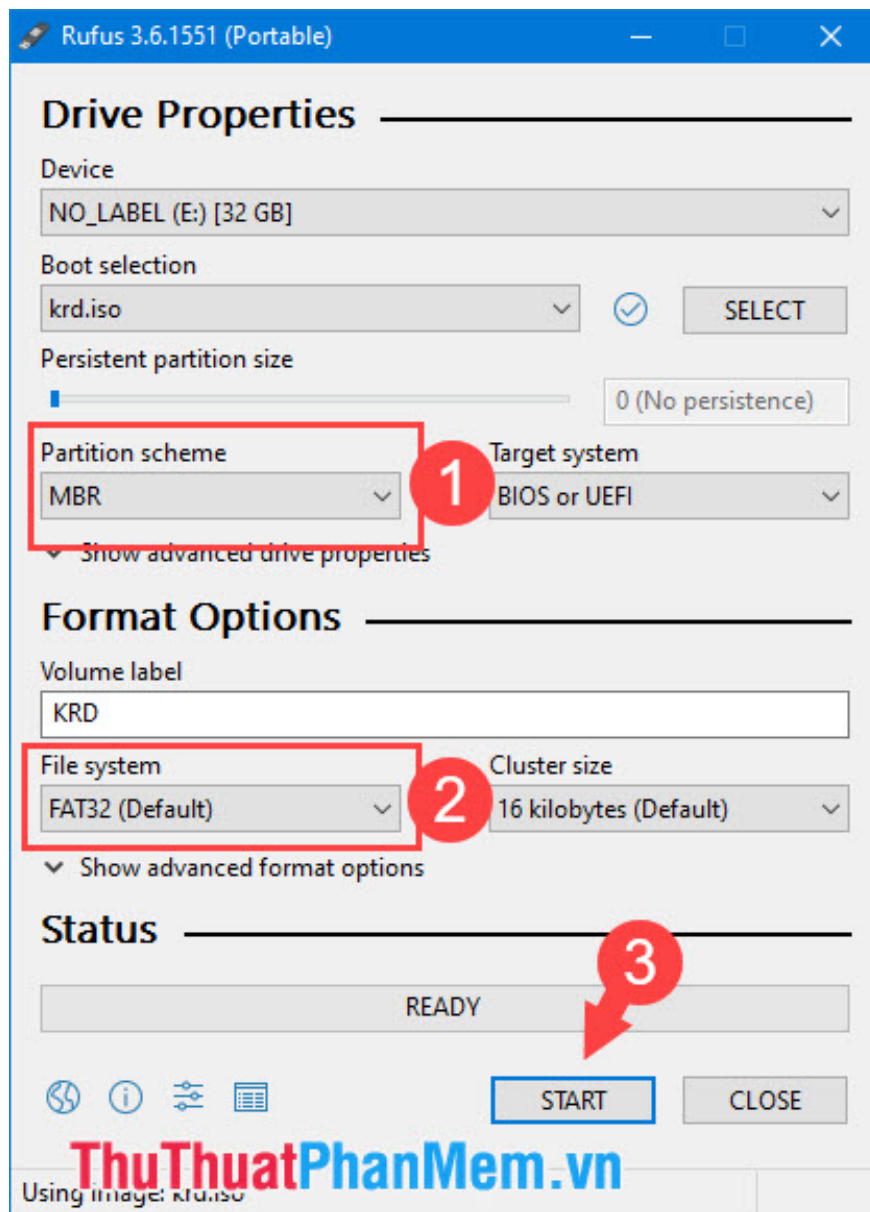 Rufus 3.6.1551 (Portable)
Drive Properties
Device
NO_LABEL (E:) [32 GB]
Boot selection
krd.iso
SELECT
Persistent partition size
0 (No persistence)
Partition scheme
Target system
1
MBR
BIOS or UEFI
Show advanced drive properties
Format Options
Volume label
KRD
File system
Cluster size
2
FAT32 (Default)
16 kilobytes (Default)
Show advanced format options
Status
3
READY
START
CLOSE
ThuThuatPhanMem.vn
Using image: krd.iso